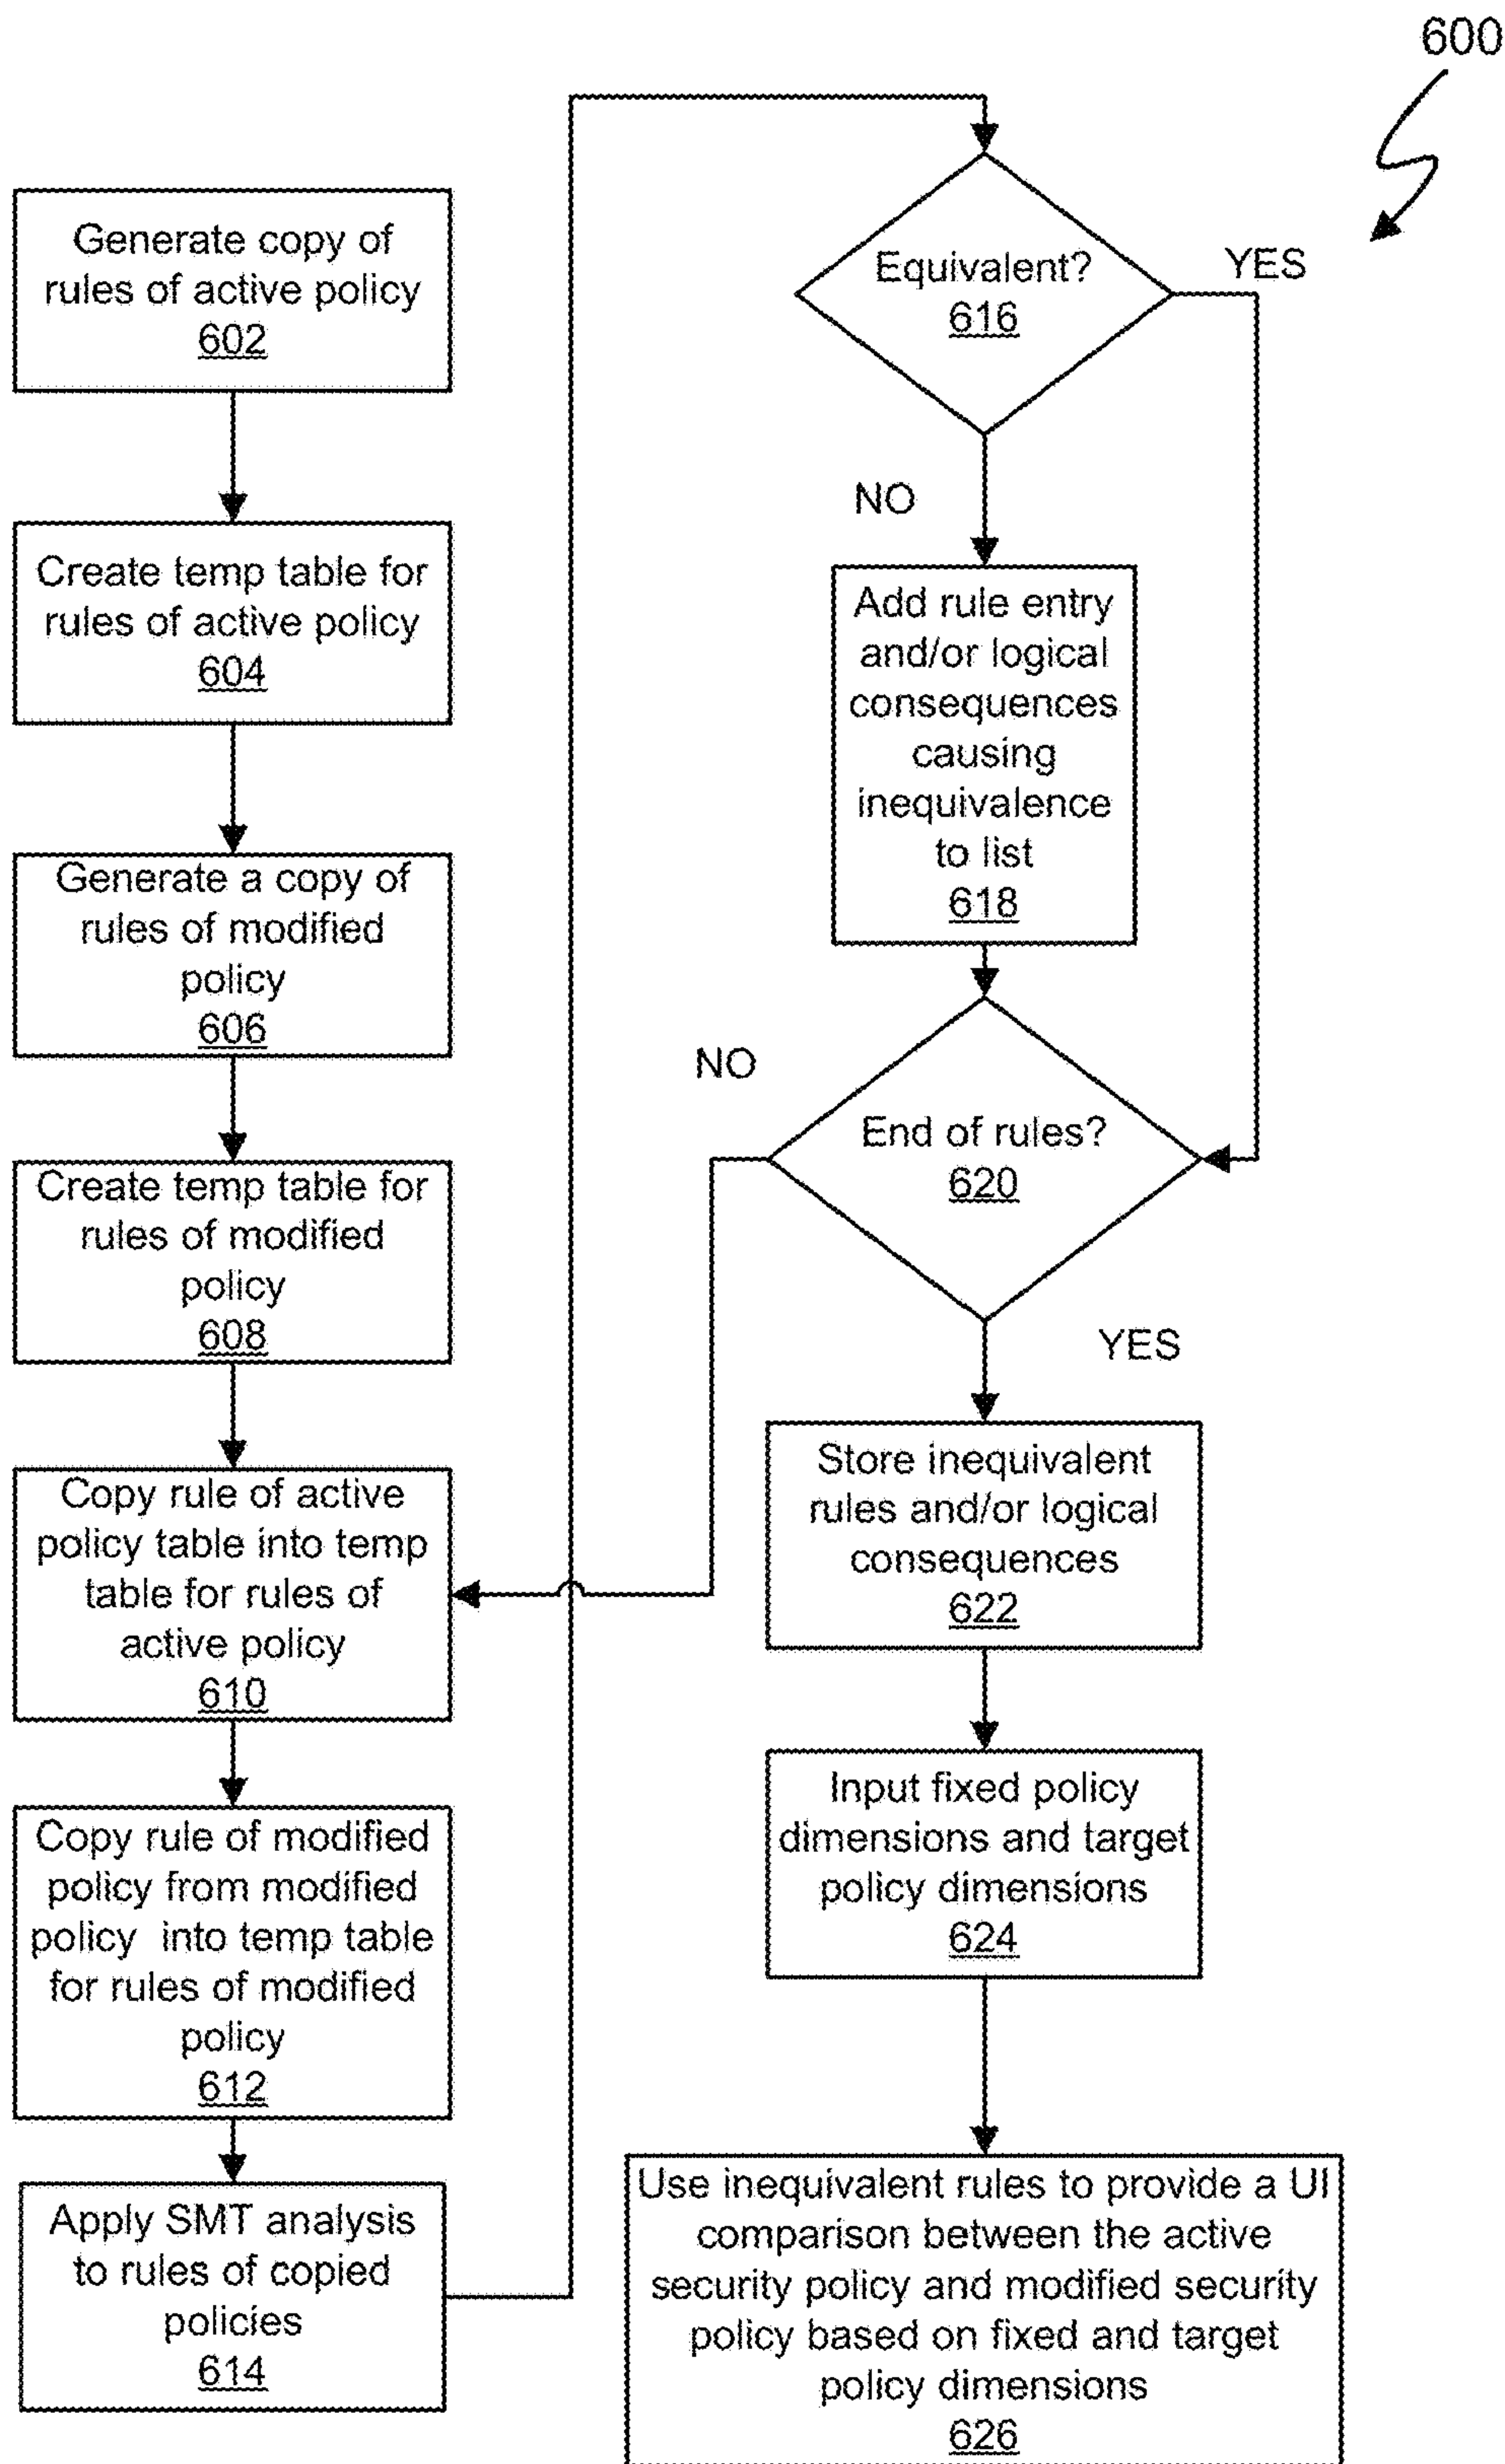 600
Generate copy of
rules of active policy
602
Create temp table for
rules of active policy
604
Generate a copy of
rules of modified
policy
606
Create temp table for
rules of modified
policy
608
Copy rule of active
policy table into temp
table for rules of
active policy
610
Copy rule of modified
policy from modified
policy into temp table
for rules of modified
policy
612
Apply SMT analysis
to rules of copied
policies
614
Equivalent?
616
YES
NO
Add rule entry
and/or logical
consequences
causing
inequivalence
to list
618
NO
End of rules?
620
YES
Store inequivalent
rules and/or logical
consequences
622
Input fixed policy
dimensions and target
policy dimensions
624
Use inequivalent rules to provide a UI
comparison between the active
security policy and modified security
policy based on fixed and target
policy dimensions
626